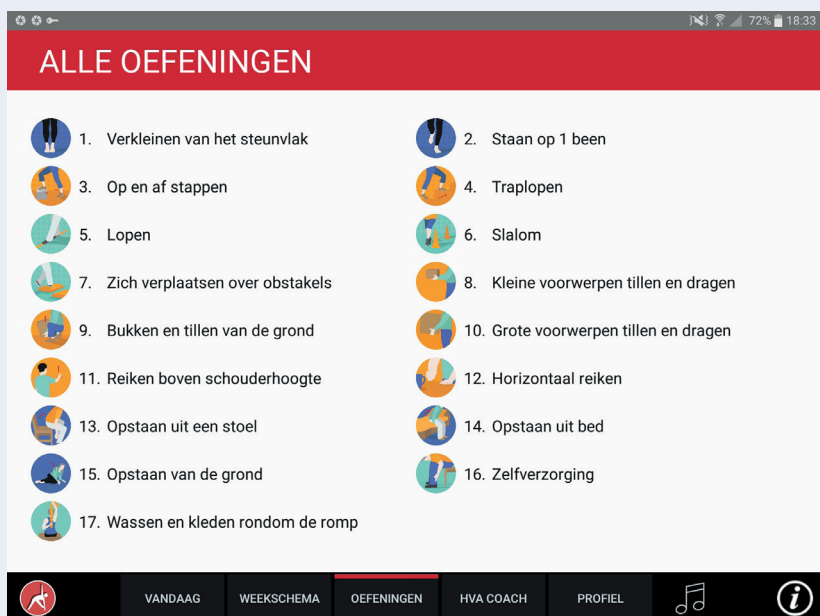 72% 18:33
ALLE OEFENINGEN
1. Verkleinen van het steunvlak
2. Staan op 1 been
3. Op en af stappen
4. Traplopen
5. Lopen
6. Slalom
7. Zich verplaatsen over obstakels
8. Kleine voorwerpen tillen en dragen
9. Bukken en tillen van de grond
10. Grote voorwerpen tillen en dragen
11. Reiken boven schouderhoogte
12. Horizontaal reiken
13. Opstaan uit een stoel
14. Opstaan uit bed
15. Opstaan van de grond
16. Zelfverzorging
17. Wassen en kleden rondom de romp
VANDAAG WEEKSCHEMA OEFENINGEN HVA COACH PROFIEL